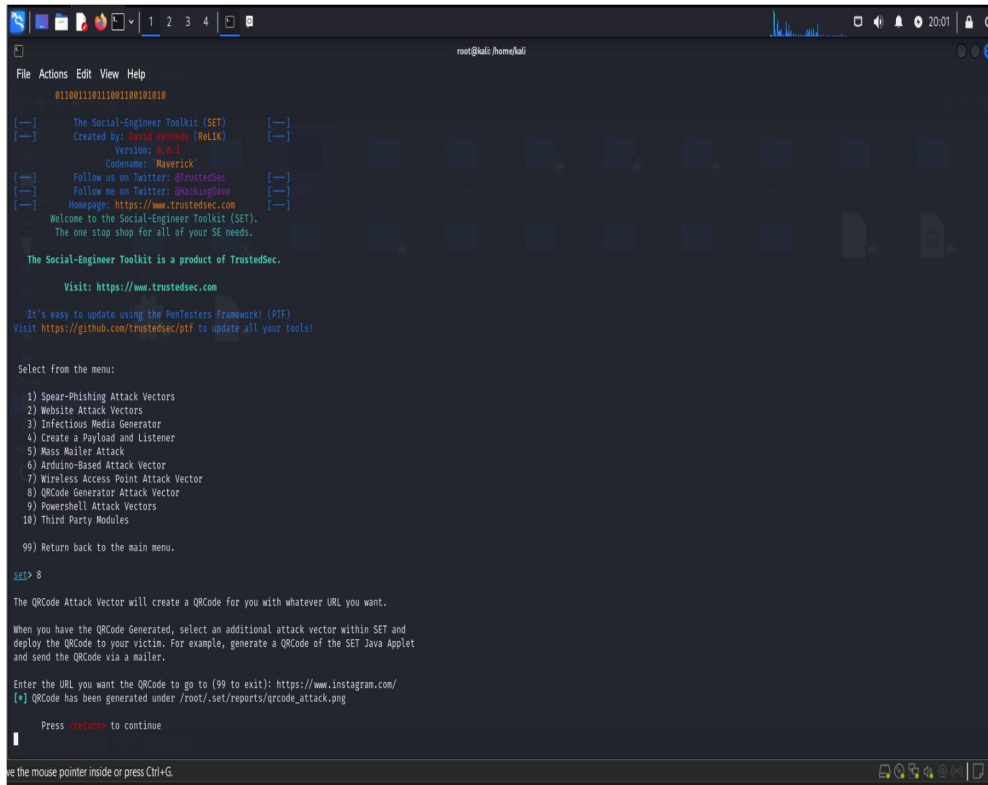 1 2 3 4
20:01
root@kali: /home/kali
File Actions Edit View Help
011001110111001100101010
[---] The Social-Engineer Toolkit (SET) [---]
[---] Created by: David Kennedy (ReL1K) [---]
Version: 8.0.3
Codename: 'Maverick'
[---] Follow us on Twitter: @TrustedSec [---]
[---] Follow me on Twitter: @HackingDave [---]
[---] Homepage: https://www.trustedsec.com [---]
Welcome to the Social-Engineer Toolkit (SET).
The one stop shop for all of your SE needs.
The Social-Engineer Toolkit is a product of TrustedSec.
Visit: https://www.trustedsec.com
It's easy to update using the PenTesters Framework! (PTF)
Visit https://github.com/trustedsec/ptf to update all your tools!
Select from the menu:
1) Spear-Phishing Attack Vectors
2) Website Attack Vectors
3) Infectious Media Generator
4) Create a Payload and Listener
5) Mass Mailer Attack
6) Arduino-Based Attack Vector
7) Wireless Access Point Attack Vector
8) QRCode Generator Attack Vector
9) Powershell Attack Vectors
10) Third Party Modules
99) Return back to the main menu.
set> 8
The QRCode Attack Vector will create a QRCode for you with whatever URL you want.
When you have the QRCode Generated, select an additional attack vector within SET and
deploy the QRCode to your victim. For example, generate a QRCode of the SET Java Applet
and send the QRCode via a mailer.
Enter the URL you want the QRCode to go to (99 to exit): https://www.instagram.com/
[*] QRCode has been generated under /root/.set/reports/qrcode_attack.png
Press <return> to continue
ve the mouse pointer inside or press Ctrl+G.